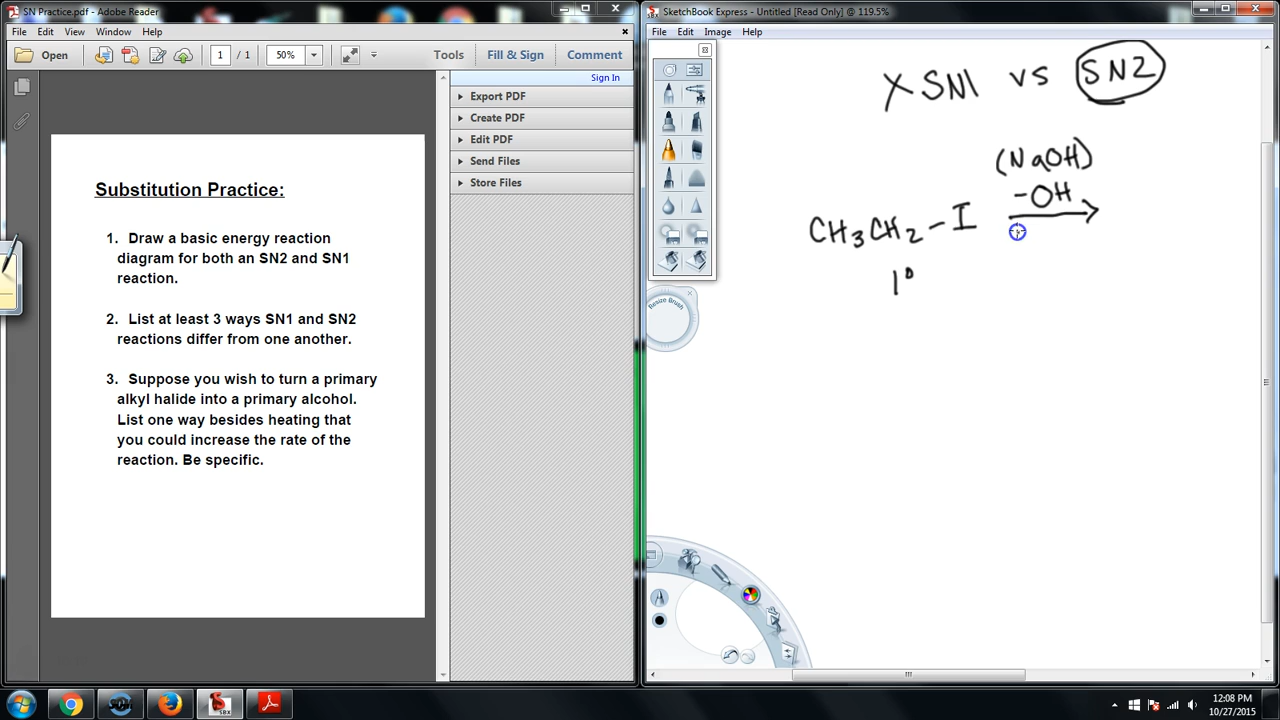 SN Practice.pdf - Adobe Reader
File Edit View Window Help
Open 1 / 1 50% Tools Fill & Sign Comment
Sign In
Export PDF
Create PDF
Edit PDF
Send Files
Store Files
Substitution Practice:
1. Draw a basic energy reaction
diagram for both an SN2 and SN1
reaction.
2. List at least 3 ways SN1 and SN2
reactions differ from one another.
3. Suppose you wish to turn a primary
alkyl halide into a primary alcohol.
List one way besides heating that
you could increase the rate of the
reaction. Be specific.
SketchBook Express - Untitled [Read Only] @ 119.5%
File Edit Image Help
X SN1 vs SN2
(NaOH)
-OH
CH3CH2-I
1°
Resize Brush
12:08 PM
10/27/2015